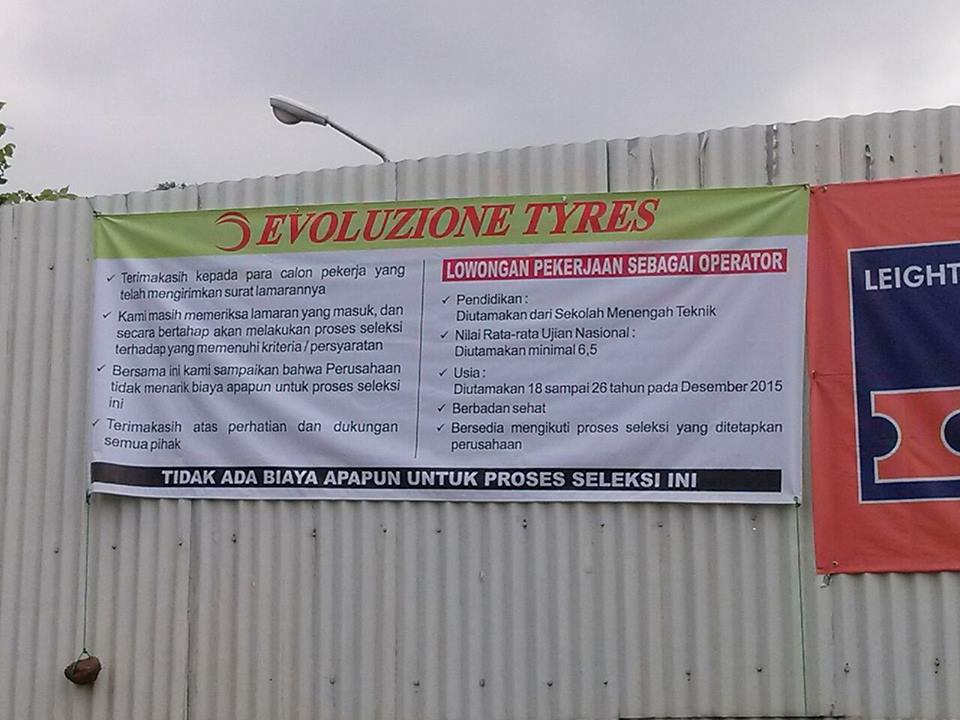 EVOLUZIONE TYRES
✓ Terimakasih kepada para calon pekerja yang
telah mengirimkan surat lamarannya
✓ Kami masih memeriksa lamaran yang masuk, dan
secara bertahap akan melakukan proses seleksi
terhadap yang memenuhi kriteria / persyaratan
✓ Bersama ini kami sampaikan bahwa Perusahaan
tidak menarik biaya apapun untuk proses seleksi
ini
✓ Terimakasih atas perhatian dan dukungan
semua pihak
LOWONGAN PEKERJAAN SEBAGAI OPERATOR
✓ Pendidikan :
Diutamakan dari Sekolah Menengah Teknik
✓ Nilai Rata-rata Ujian Nasional :
Diutamakan minimal 6,5
✓ Usia :
Diutamakan 18 sampai 26 tahun pada Desember 2015
✓ Berbadan sehat
✓ Bersedia mengikuti proses seleksi yang ditetapkan
perusahaan
TIDAK ADA BIAYA APAPUN UNTUK PROSES SELEKSI INI
LEIGHT